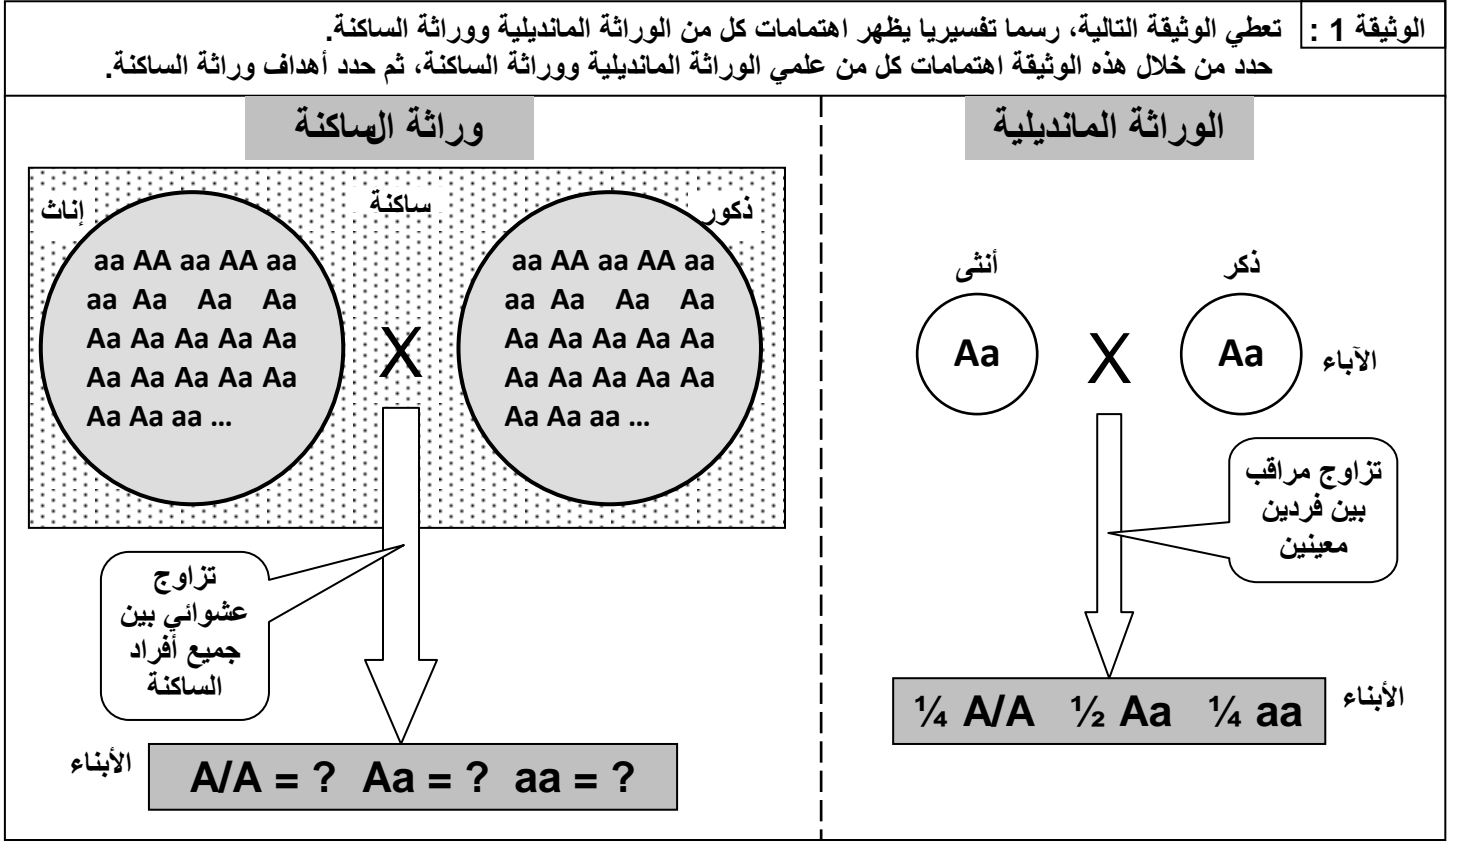 الوثيقة 1 : تعطي الوثيقة التالية، رسما تفسيريا يظهر اهتمامات كل من الوراثة المانديلية ووراثة الساكنة.
حدد من خلال هذه الوثيقة اهتمامات كل من علمي الوراثة المانديلية ووراثة الساكنة، ثم حدد أهداف وراثة الساكنة.
الوراثة المانديلية
ذكر
أنثى
الآباء
Aa
X
Aa
تزاوج مراقب
بين فردين
معينين
الأبناء
¼ A/A ½ Aa ¼ aa
وراثة الساكنة
ساكنة
ذكور
إناث
aa AA aa AA aa
aa Aa Aa Aa
Aa Aa Aa Aa Aa
Aa Aa Aa Aa Aa
Aa Aa aa ...
X
aa AA aa AA aa
aa Aa Aa Aa
Aa Aa Aa Aa Aa
Aa Aa Aa Aa Aa
Aa Aa aa ...
تزاوج
عشوائي بين
جميع أفراد
الساكنة
الأبناء
A/A = ? Aa = ? aa = ?